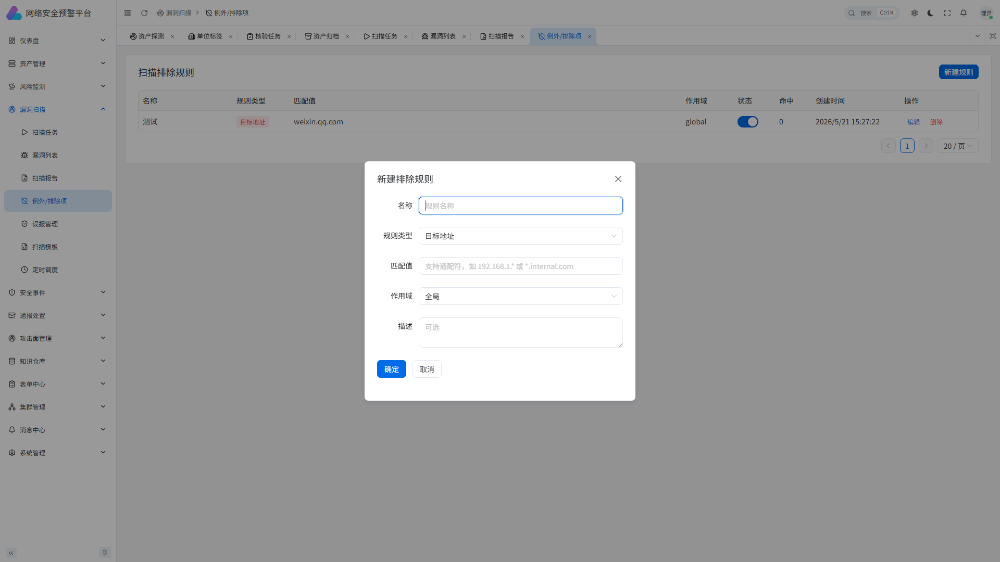 网络安全预警平台
漏洞扫描 例外/排除项
搜索 Ctrl K
理员
资产探测 单位标签 核验任务 资产归档 扫描任务 漏洞列表 扫描报告 例外/排除项
仪表盘
资产管理
风险监测
漏洞扫描
扫描任务
漏洞列表
扫描报告
例外/排除项
误报管理
扫描模板
定时调度
安全事件
通报处置
攻击面管理
知识仓库
表单中心
集群管理
消息中心
系统管理
扫描排除规则
新建规则
名称 规则类型 匹配值 作用域 状态 命中 创建时间 操作
测试 目标地址 weixin.qq.com global 0 2026/5/21 15:27:22 编辑 删除
1 20 / 页
新建排除规则
名称 规则名称
规则类型 目标地址
匹配值 支持通配符，如 192.168.1.* 或 *.internal.com
作用域 全局
描述 可选
确定 取消